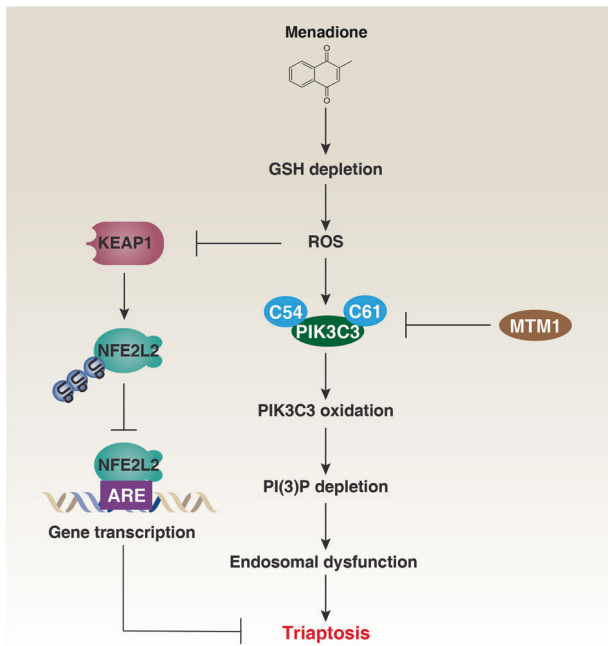 Menadione
O
O
GSH depletion
KEAP1
ROS
C54
C61
PIK3C3
MTM1
NFE2L2
U U U
PIK3C3 oxidation
NFE2L2
ARE
PI(3)P depletion
Gene transcription
Endosomal dysfunction
Triaptosis